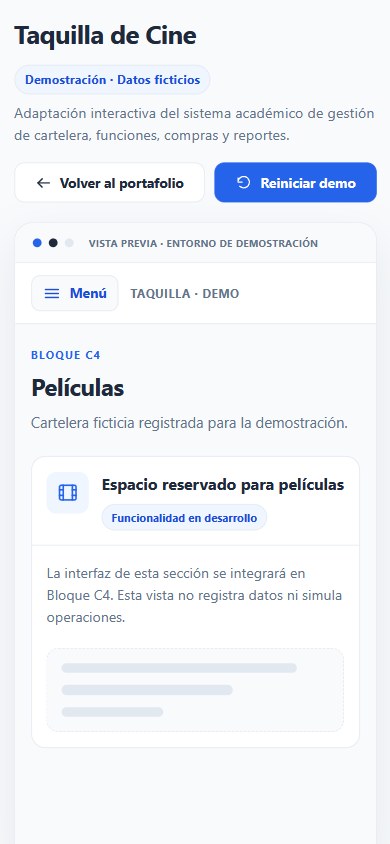 Taquilla de Cine
Demostración · Datos ficticios
Adaptación interactiva del sistema académico de gestión
de cartelera, funciones, compras y reportes.
Volver al portafolio
Reiniciar demo
VISTA PREVIA · ENTORNO DE DEMOSTRACIÓN
Menú
TAQUILLA · DEMO
BLOQUE C4
Películas
Cartelera ficticia registrada para la demostración.
Espacio reservado para películas
Funcionalidad en desarrollo
La interfaz de esta sección se integrará en
Bloque C4. Esta vista no registra datos ni simula
operaciones.